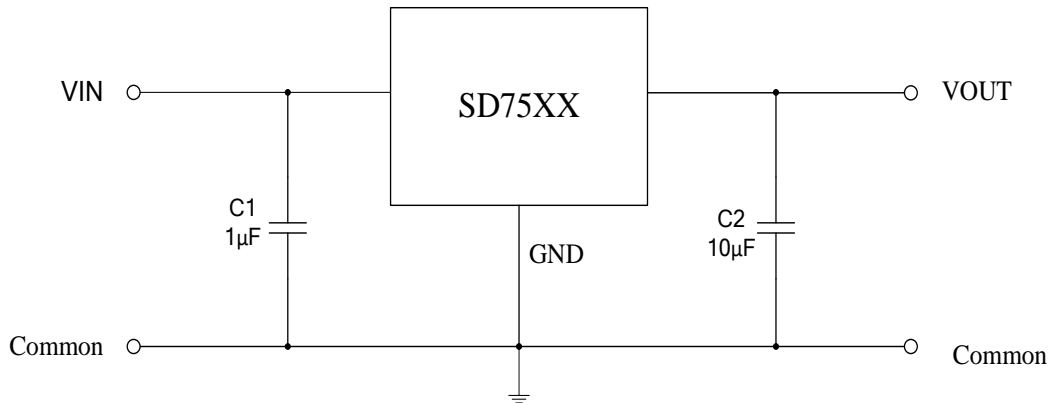 VIN
SD75XX
VOUT
C1
1μF
C2
10μF
GND
Common
Common